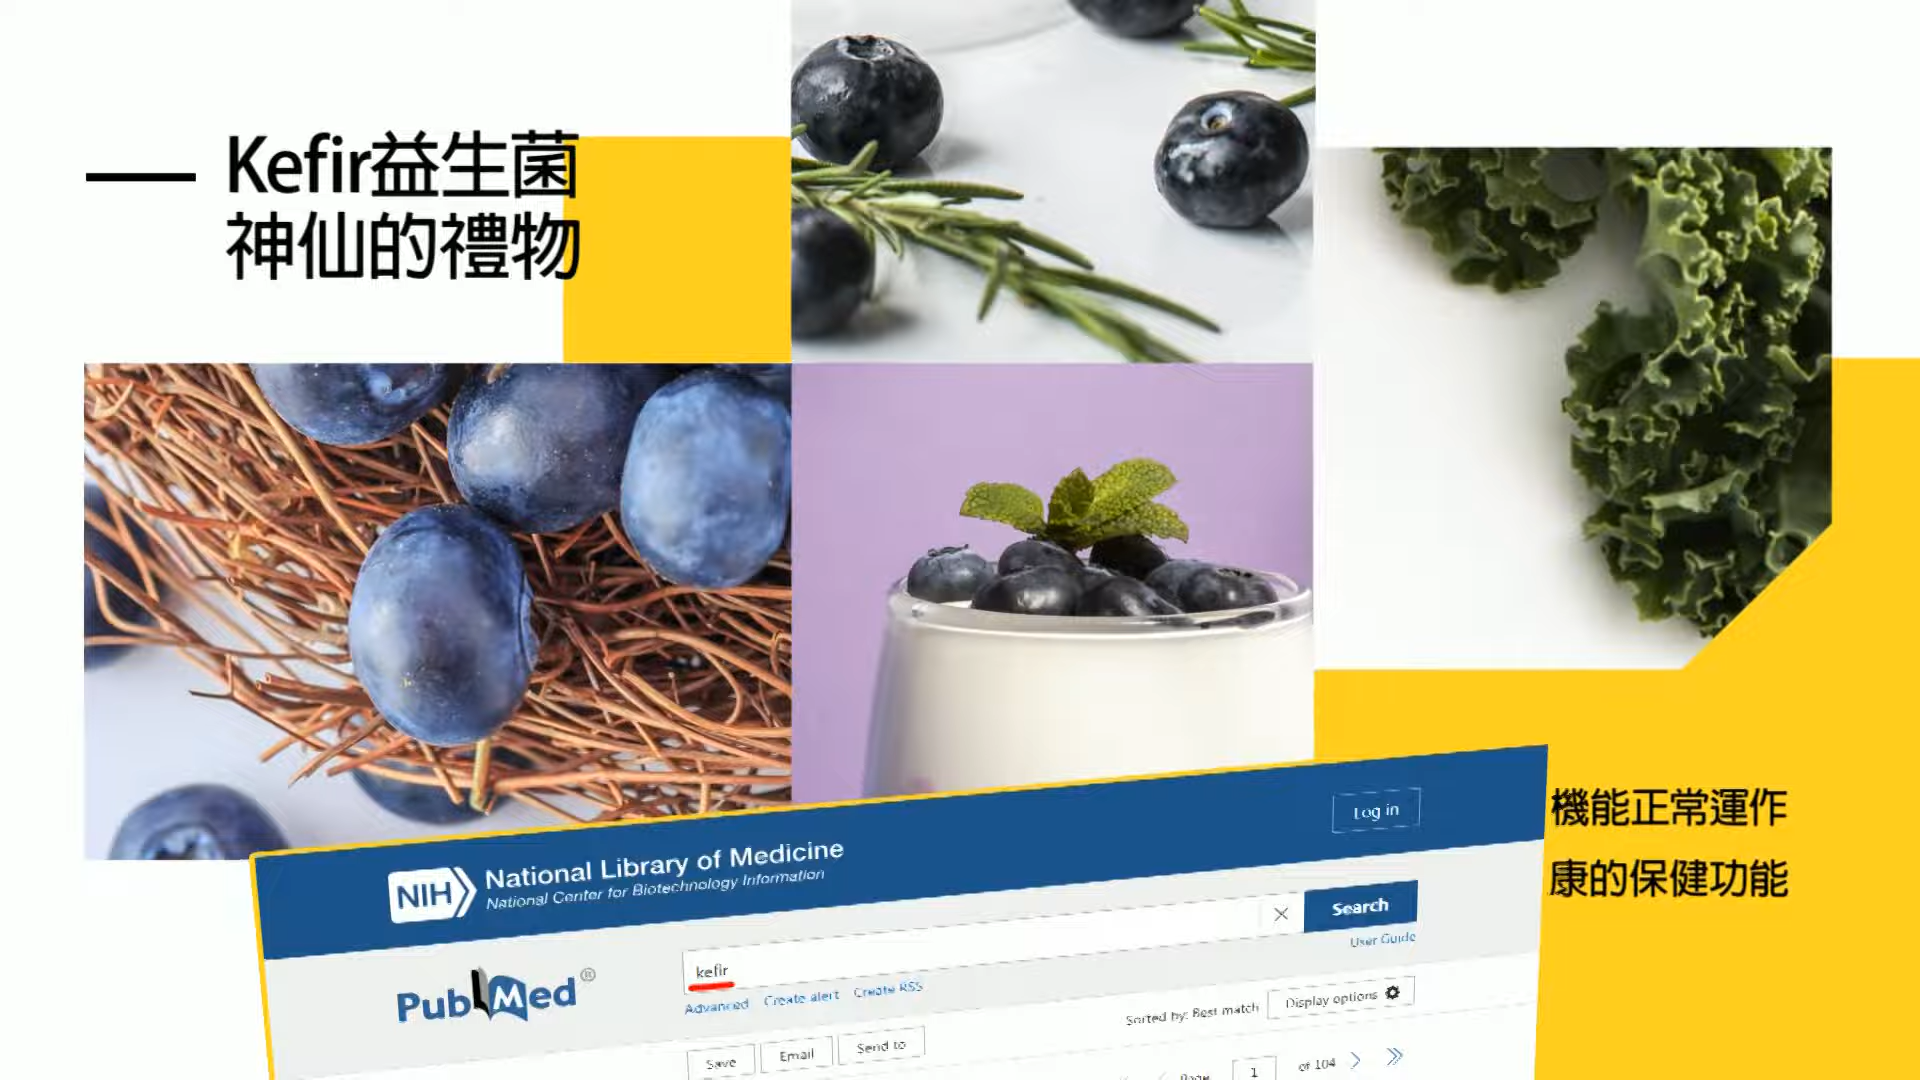 Kefir益生菌
神仙的禮物
機能正常運作
康的保健功能
Log in
NIH
National Library of Medicine
National Center for Biotechnology Information
PubMed®
kefir
Search
User Guide
Advanced Create alert Create RSS
Sorted by: Best match
Display options
Save
Email
Send to
Page
1
of 104